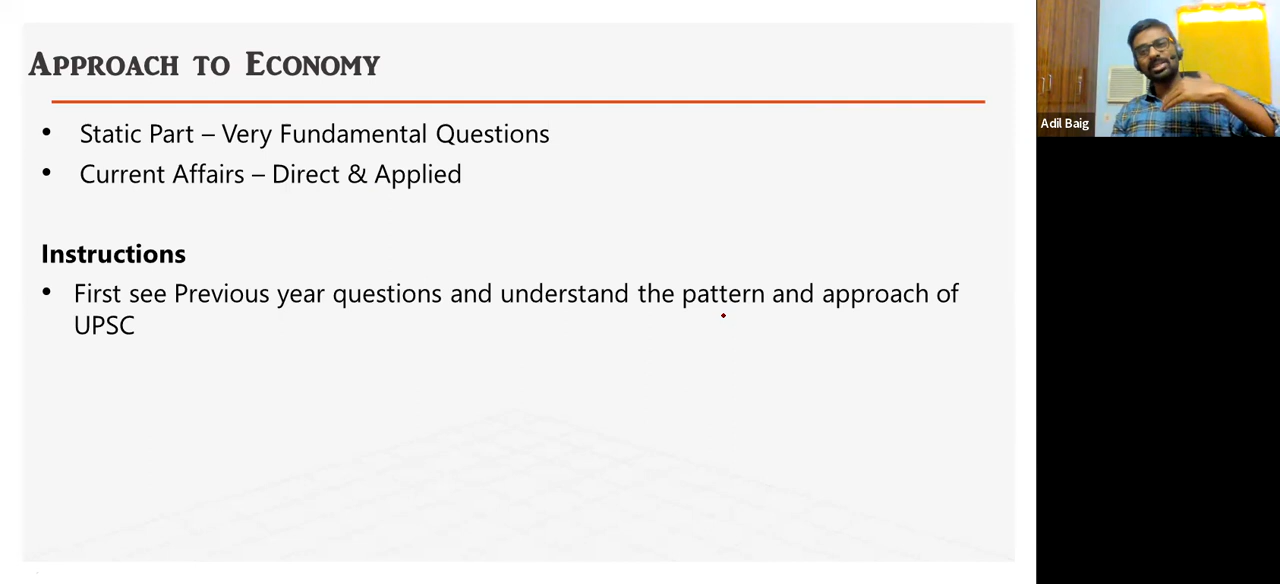 Approach to Economy
• Static Part – Very Fundamental Questions
• Current Affairs – Direct & Applied
Instructions
• First see Previous year questions and understand the pattern and approach of
UPSC
Adil Baig